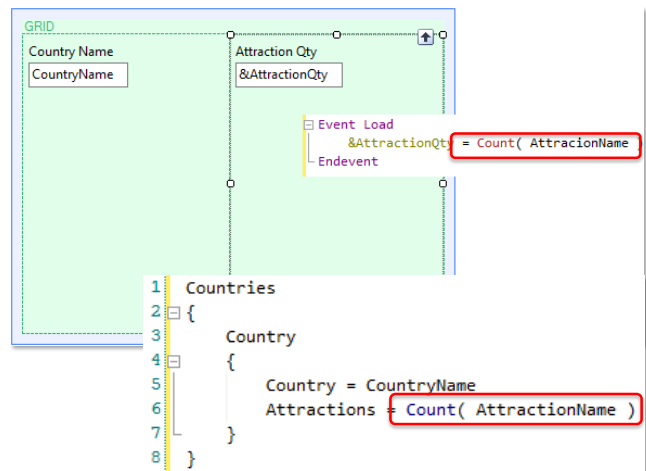 GRID
Country Name
Attraction Qty
CountryName
&AttractionQty
Event Load
&AttractionQty = Count( AttracionName )
Endevent
1 Countries
2 {
3 Country
4 {
5 Country = CountryName
6 Attractions = Count( AttractionName )
7 }
8 }